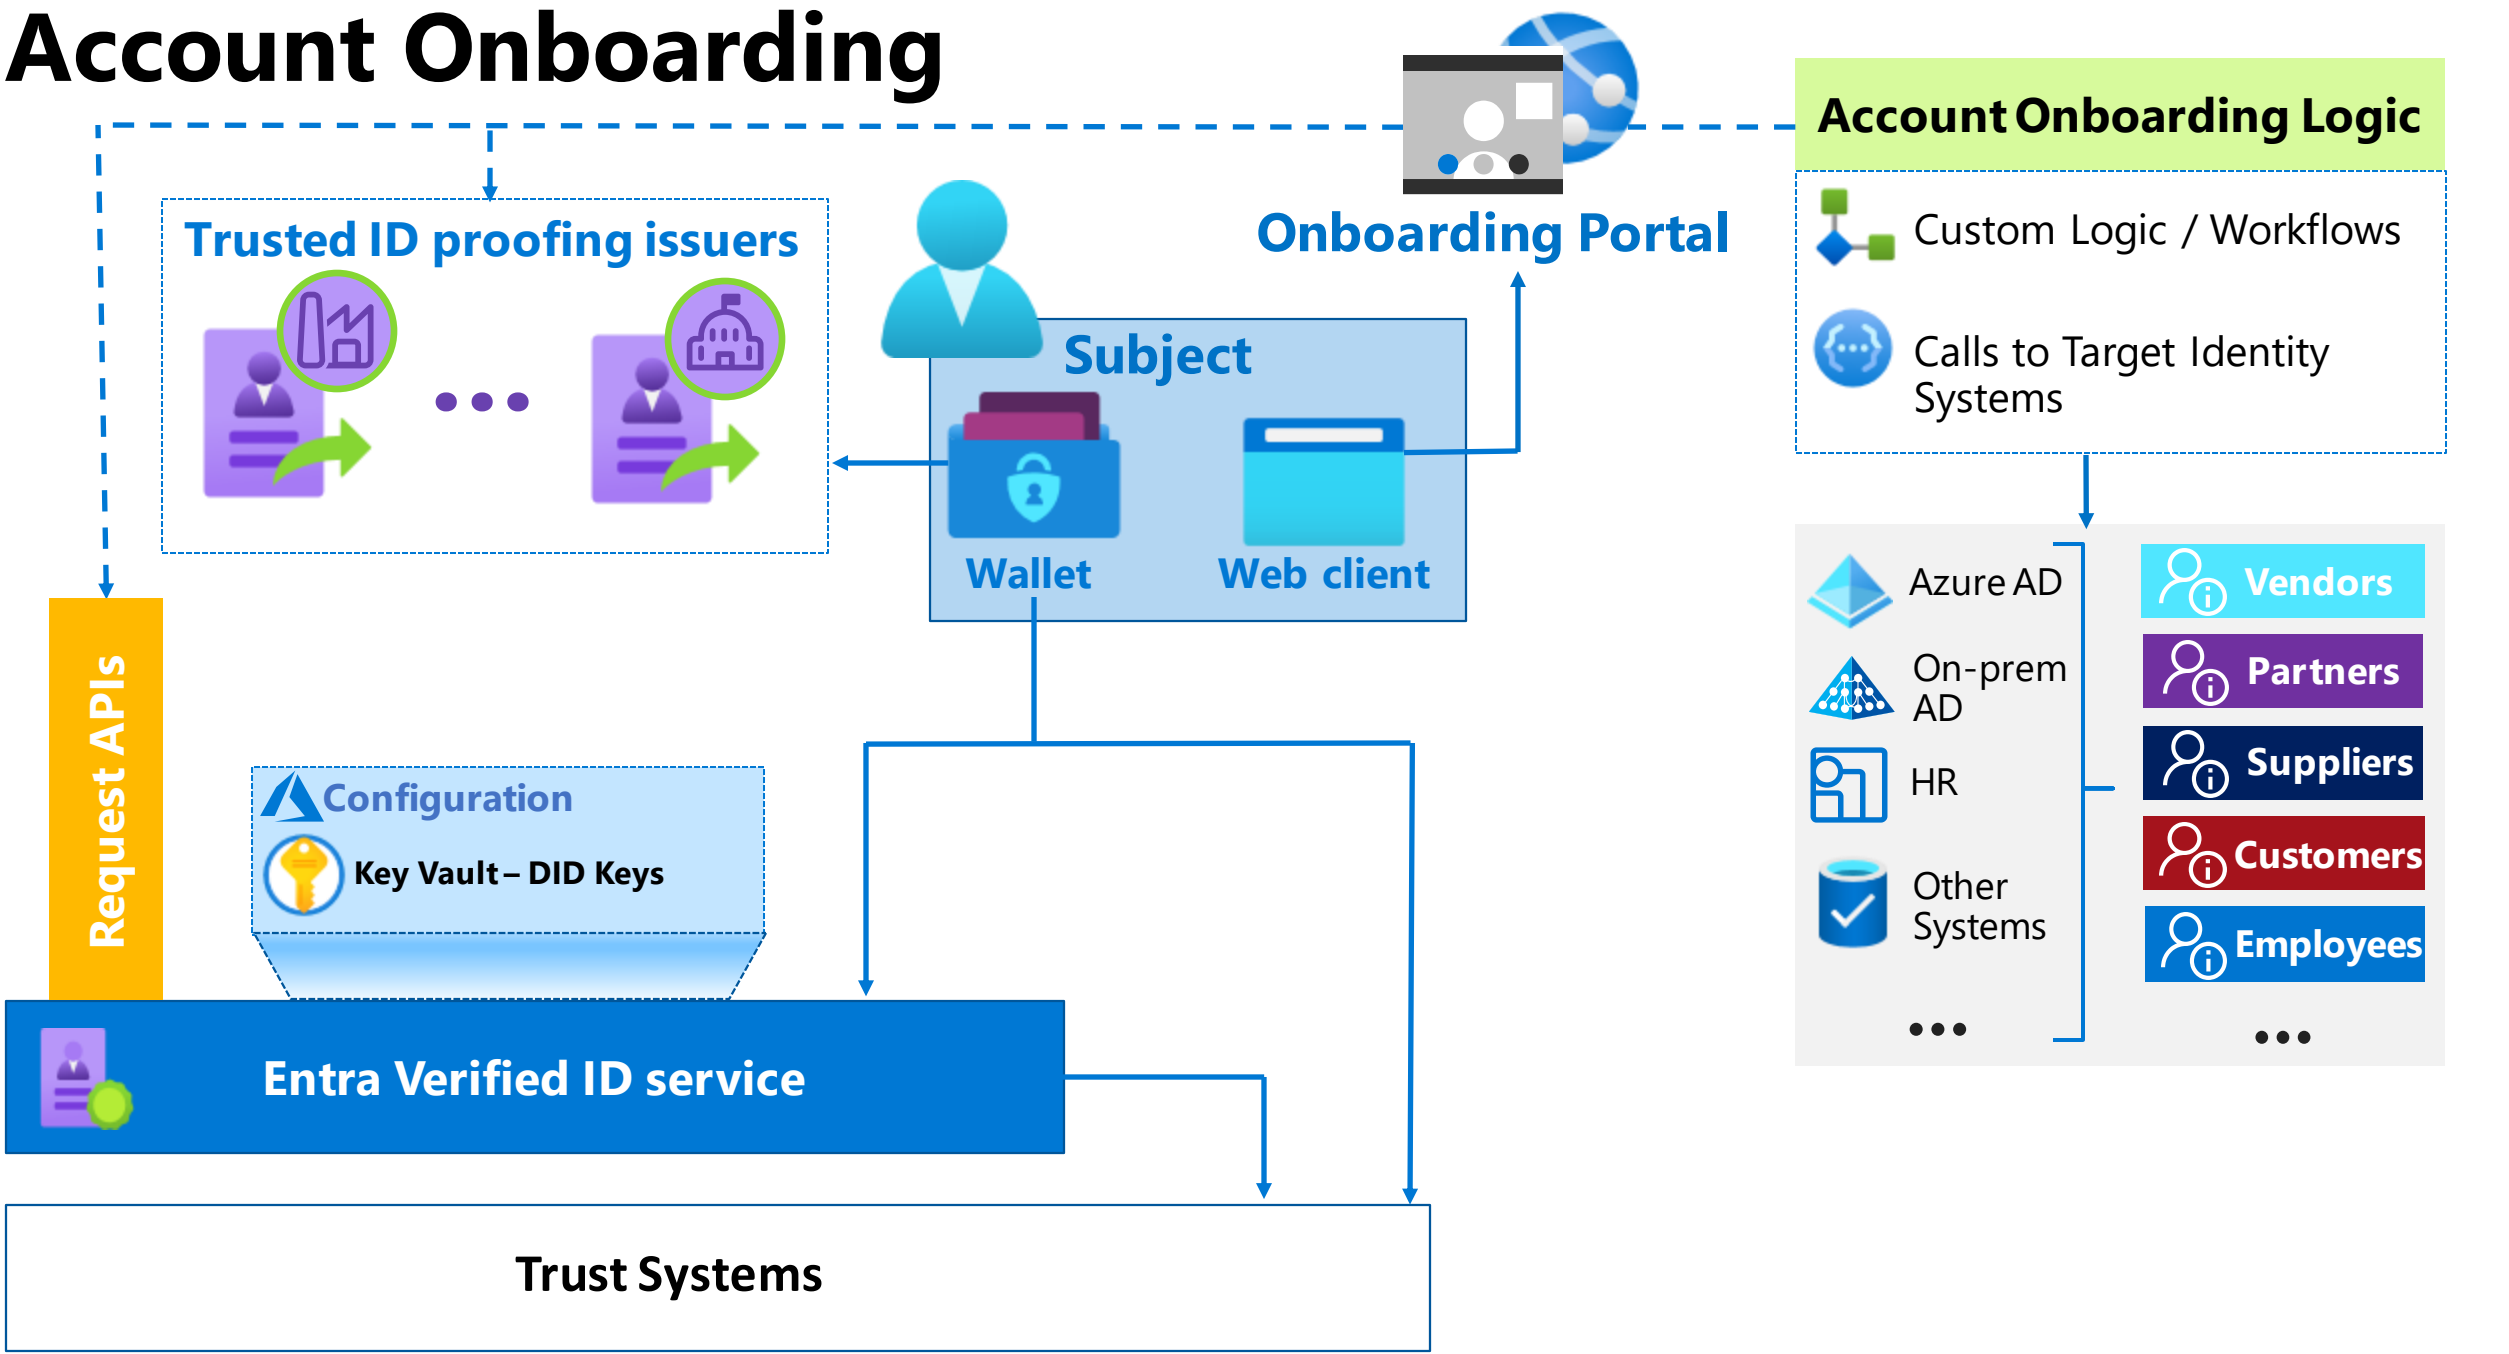 Account Onboarding
Account Onboarding Logic
Custom Logic / Workflows
Calls to Target Identity
Systems
Onboarding Portal
Trusted ID proofing issuers
Subject
Wallet
Web client
Request APIs
Configuration
Key Vault – DID Keys
Entra Verified ID service
Trust Systems
Azure AD
On-prem
AD
HR
Other
Systems
...
Vendors
Partners
Suppliers
Customers
Employees
...